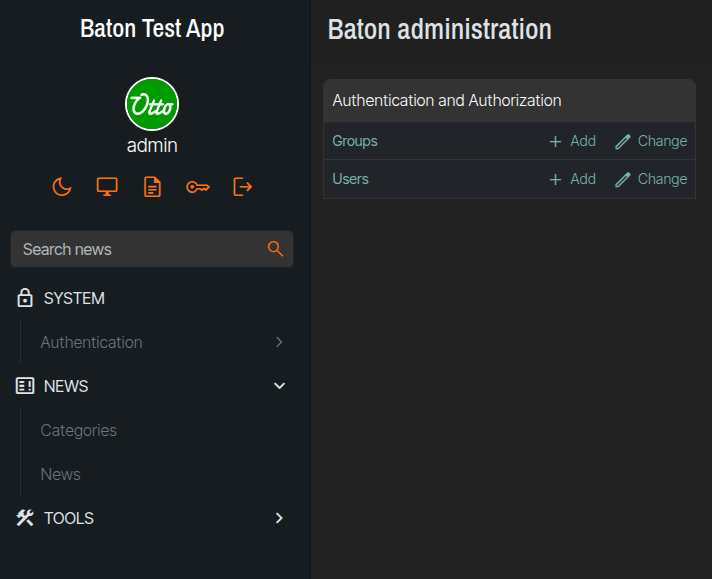 Baton Test App
Otto
admin
Search news
SYSTEM
Authentication
NEWS
Categories
News
TOOLS
Baton administration
Authentication and Authorization
Groups Add Change
Users Add Change